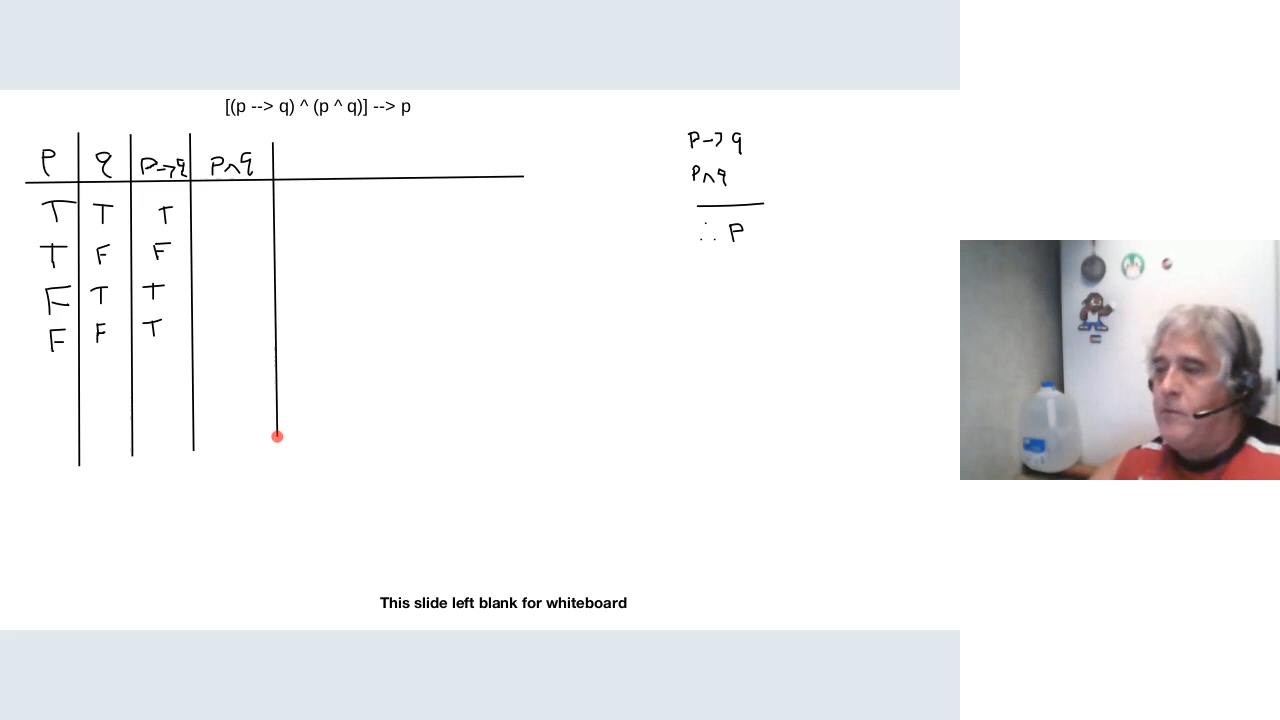 [(p --> q) ^ (p ^ q)] --> p
P q P→q P∧q
T T T
T F F
F T T
F F T
P→q
P∧q
∴ P
This slide left blank for whiteboard